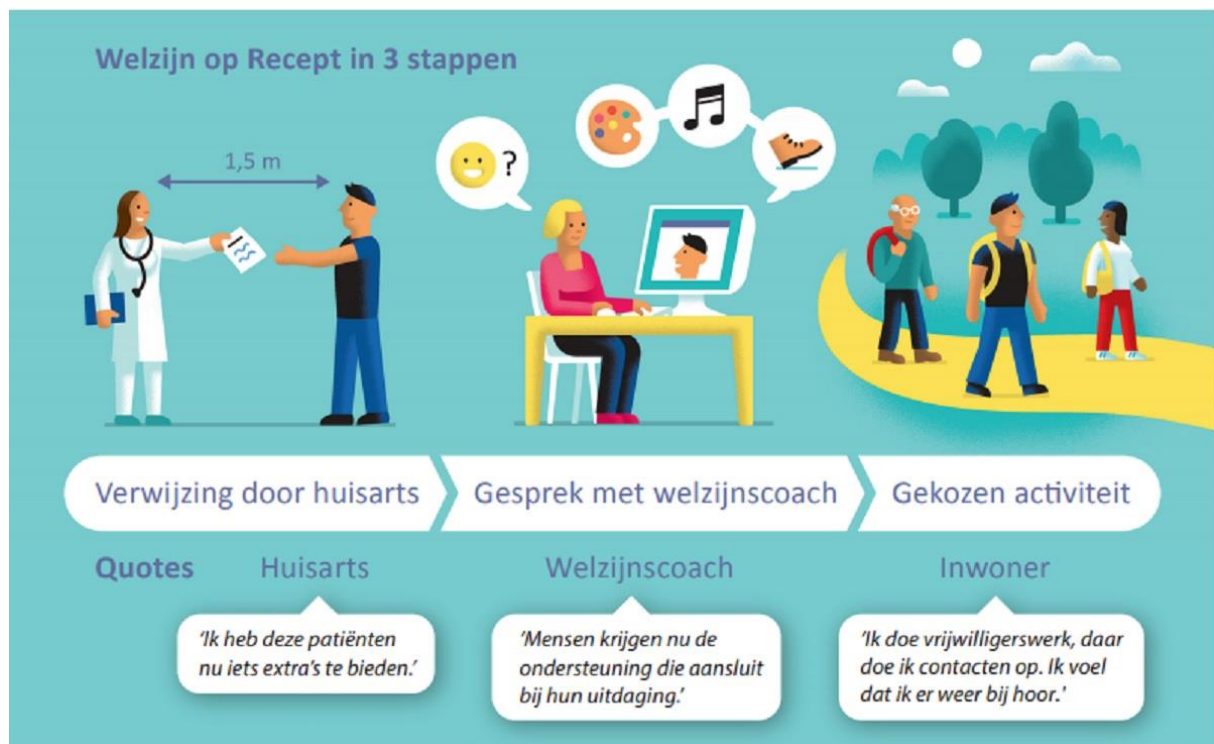 Welzijn op Recept in 3 stappen
1,5 m
?
Verwijzing door huisarts
Gesprek met welzijnscoach
Gekozen activiteit
Quotes
Huisarts
Welzijnscoach
Inwoner
'Ik heb deze patiënten
nu iets extra's te bieden.'
'Mensen krijgen nu de
ondersteuning die aansluit
bij hun uitdaging.'
'Ik doe vrijwilligerswerk, daar
doe ik contacten op. Ik voel
dat ik er weer bij hoor.'